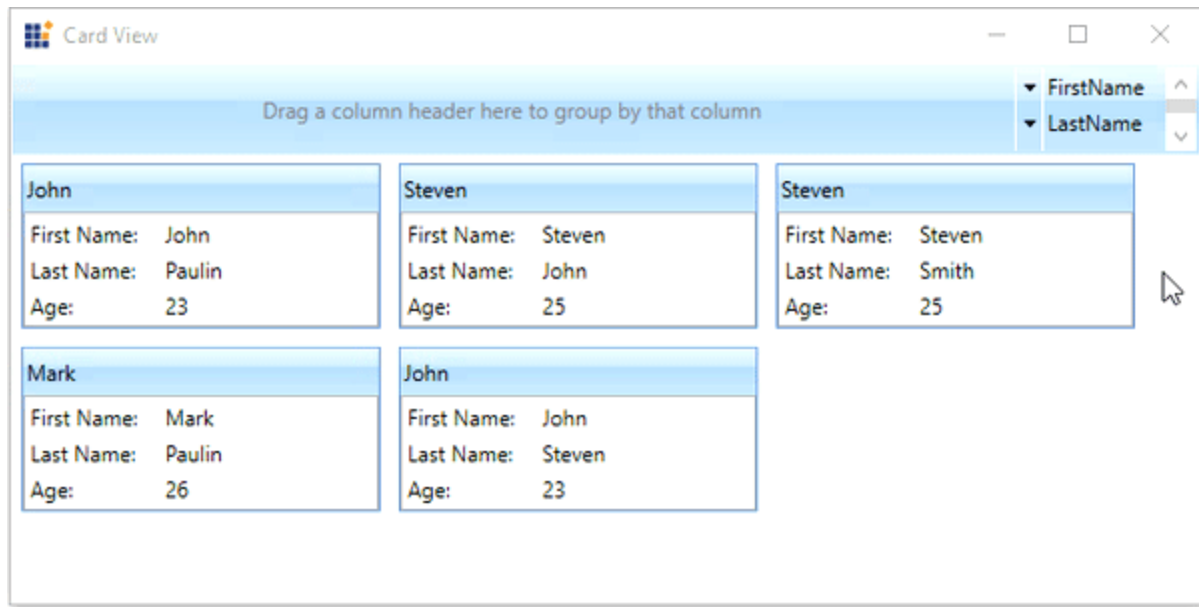 Card View
Drag a column header here to group by that column
FirstName
LastName
John
First Name: John
Last Name: Paulin
Age: 23
Steven
First Name: Steven
Last Name: John
Age: 25
Steven
First Name: Steven
Last Name: Smith
Age: 25
Mark
First Name: Mark
Last Name: Paulin
Age: 26
John
First Name: John
Last Name: Steven
Age: 23